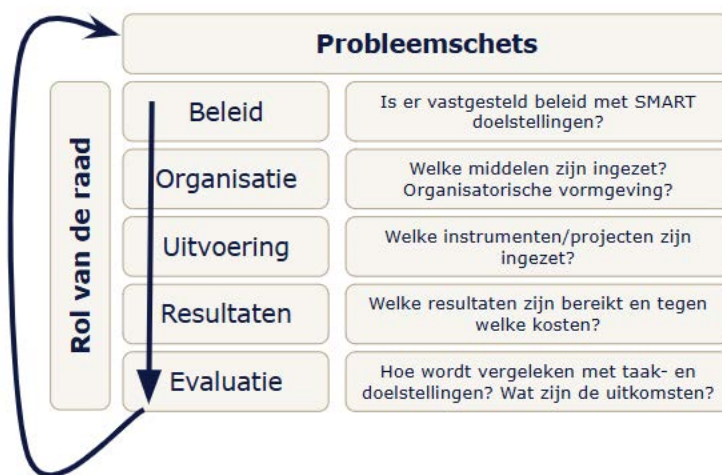 Probleemschets
Rol van de raad
Beleid
Is er vastgesteld beleid met SMART
doelstellingen?
Organisatie
Welke middelen zijn ingezet?
Organisatorische vormgeving?
Uitvoering
Welke instrumenten/projecten zijn
ingezet?
Resultaten
Welke resultaten zijn bereikt en tegen
welke kosten?
Evaluatie
Hoe wordt vergeleken met taak- en
doelstellingen? Wat zijn de uitkomsten?